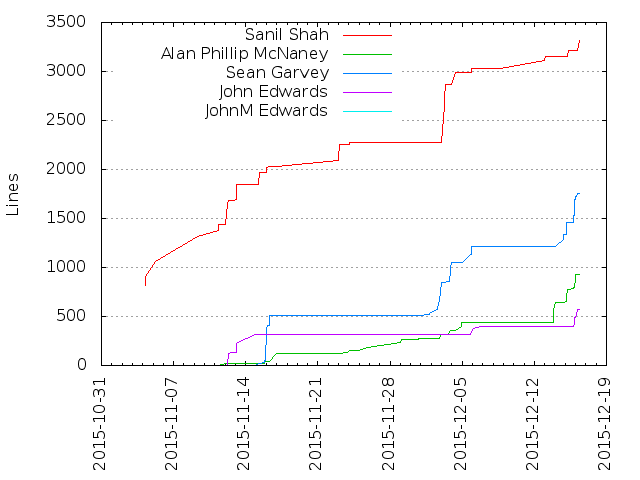 3500
3000
2500
2000
1500
1000
500
0
Lines
Sanil Shah
Alan Phillip McNaney
Sean Garvey
John Edwards
JohnM Edwards
2015-10-31
2015-11-07
2015-11-14
2015-11-21
2015-11-28
2015-12-05
2015-12-12
2015-12-19